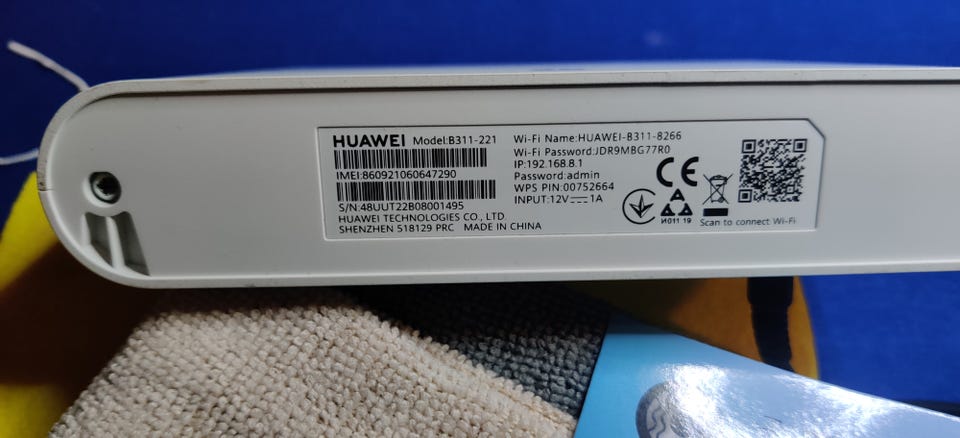 HUAWEI Model:B311-221
IMEI:860921060647290
S/N:48UUT22B08001495
HUAWEI TECHNOLOGIES CO., LTD.
SHENZHEN 518129 PRC MADE IN CHINA
Wi-Fi Name:HUAWEI-B311-8266
Wi-Fi Password:JDR9MBG77R0
IP:192.168.8.1
Password:admin
WPS PIN:00752664
INPUT:12V⎓1A
CE
И011 19
Scan to connect Wi-Fi